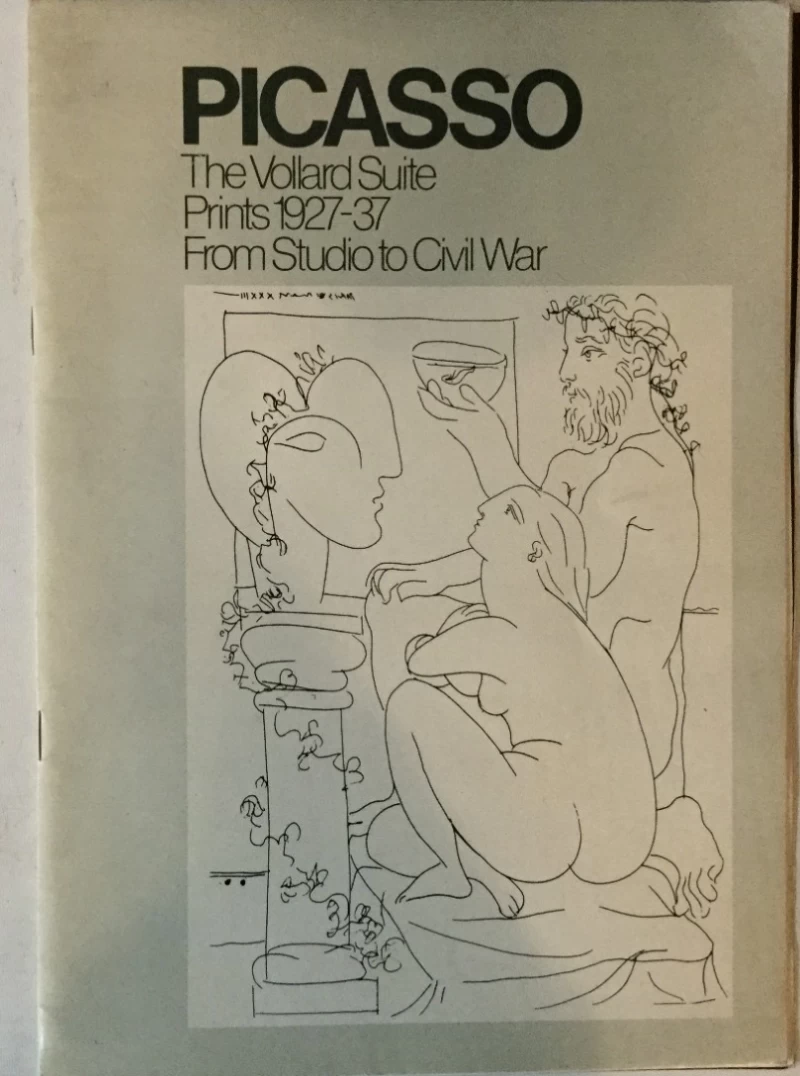 PICASSO
The Vollard Suite
Prints 1927-37
From Studio to Civil War